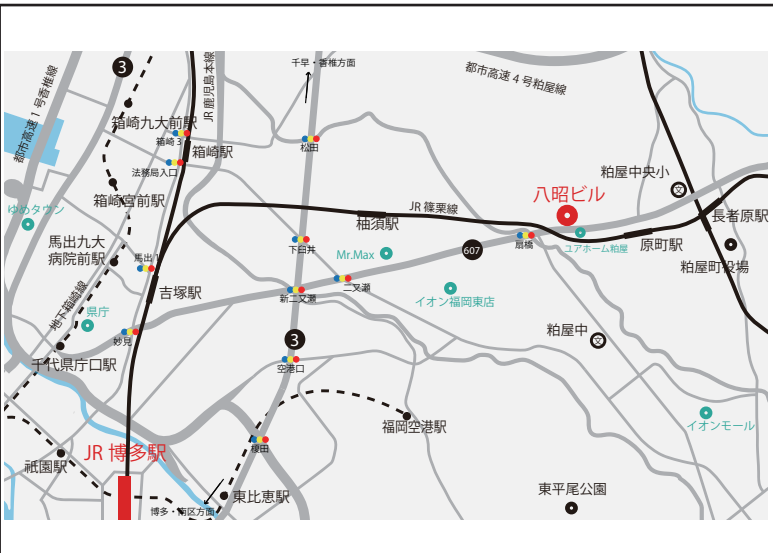 3
千早・香椎方面
都市高速4号粕屋線
都市高速1号香椎線
JR鹿児島本線
箱崎九大前駅
箱崎3
箱崎駅
法務局入口
松田
箱崎宮前駅
ゆめタウン
粕屋中央小
文
八昭ビル
JR 篠栗線
柚須駅
長者原駅
馬出九大
病院前駅
馬出1
下臼井
Mr.Max
607
扇橋
ユアホーム粕屋
原町駅
粕屋町役場
吉塚駅
地下箱崎線
県庁
新二又瀬
二又瀬
イオン福岡東店
妙見
3
粕屋中
文
千代県庁口駅
空港口
福岡空港駅
イオンモール
JR 博多駅
榎田
祇園駅
東比恵駅
博多・南区方面
東平尾公園